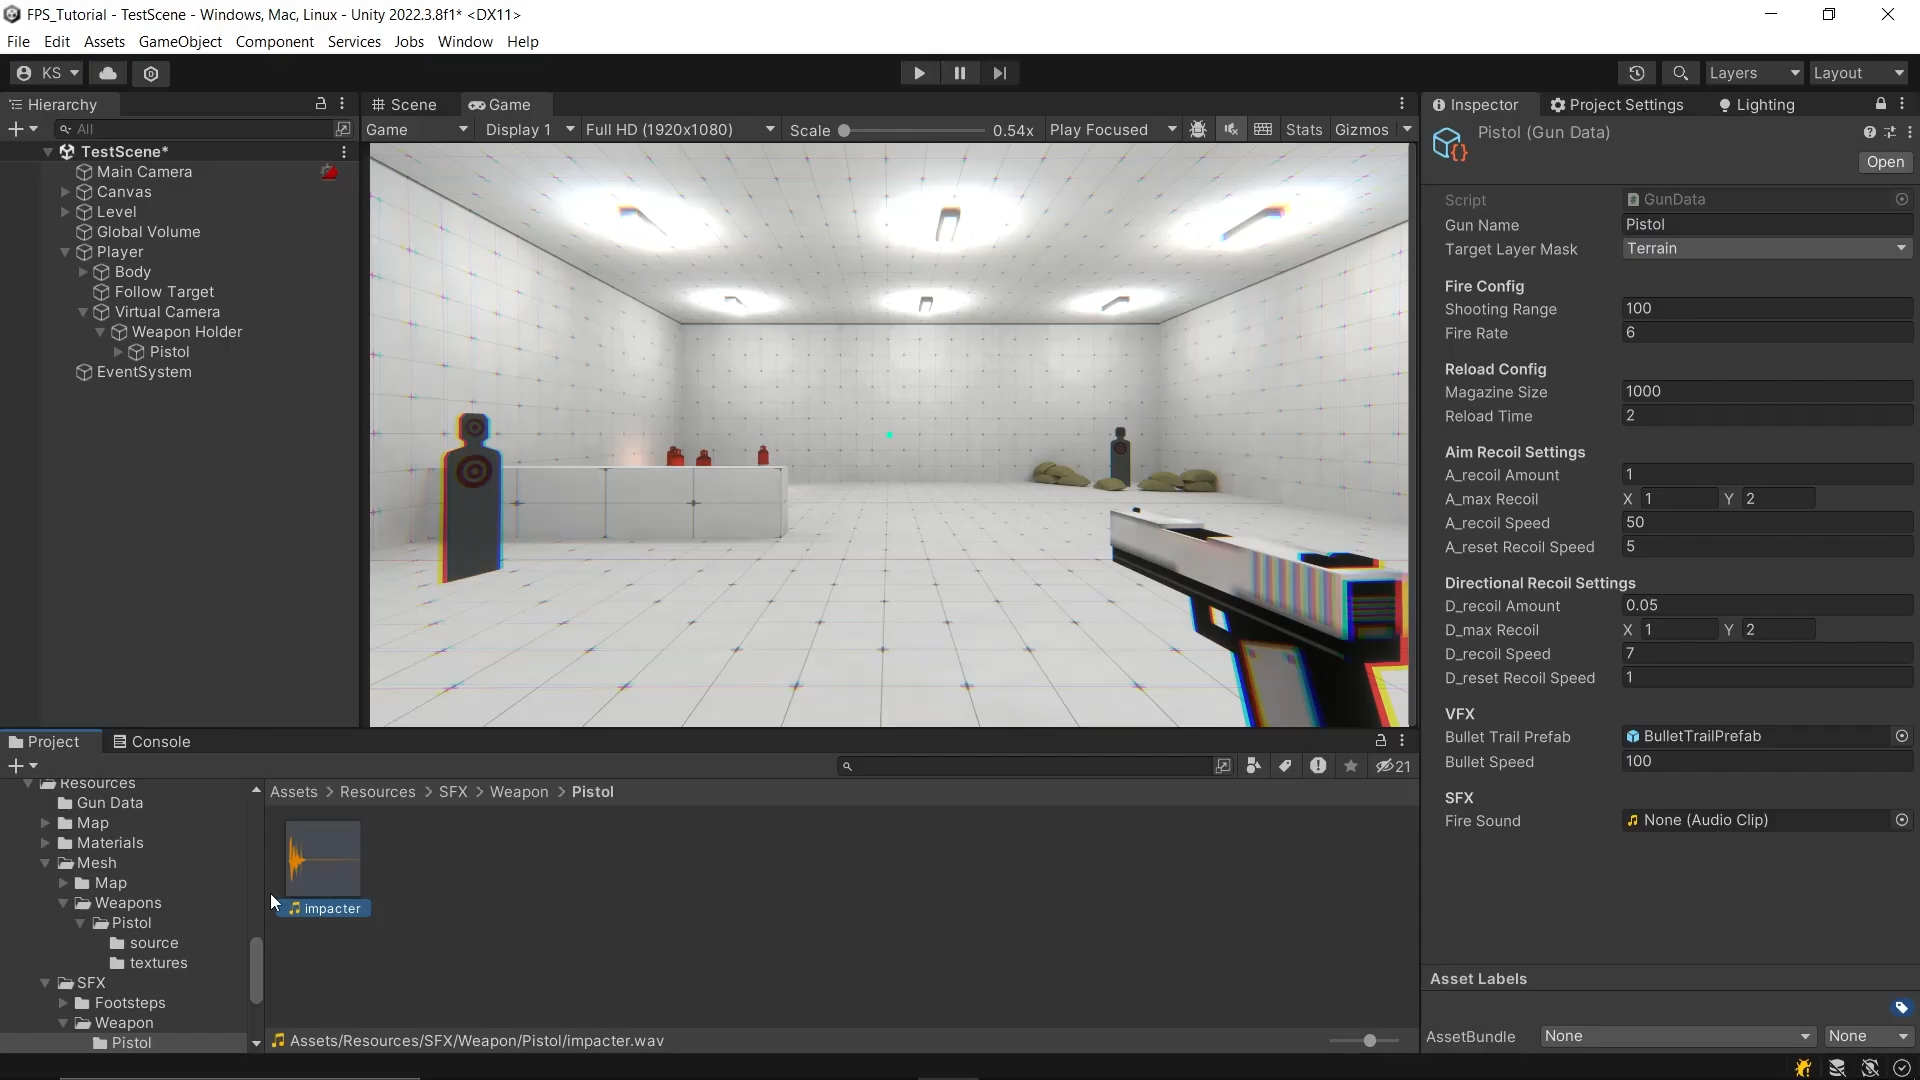 FPS_Tutorial - TestScene - Windows, Mac, Linux - Unity 2022.3.8f1* <DX11>
File Edit Assets GameObject Component Services Jobs Window Help
KS Layers Layout
Hierarchy
All
TestScene*
Main Camera
Canvas
Level
Global Volume
Player
Body
Follow Target
Virtual Camera
Weapon Holder
Pistol
EventSystem
Scene Game
Game Display 1 Full HD (1920x1080) Scale 0.54x Play Focused Stats Gizmos
Inspector Project Settings Lighting
Pistol (Gun Data)
Open
Script GunData
Gun Name Pistol
Target Layer Mask Terrain
Fire Config
Shooting Range 100
Fire Rate 6
Reload Config
Magazine Size 1000
Reload Time 2
Aim Recoil Settings
A_recoil Amount 1
A_max Recoil X 1 Y 2
A_recoil Speed 50
A_reset Recoil Speed 5
Directional Recoil Settings
D_recoil Amount 0.05
D_max Recoil X 1 Y 2
D_recoil Speed 7
D_reset Recoil Speed 1
VFX
Bullet Trail Prefab BulletTrailPrefab
Bullet Speed 100
SFX
Fire Sound None (Audio Clip)
Asset Labels
AssetBundle None None
Project Console
21
Resources
Gun Data
Map
Materials
Mesh
Map
Weapons
Pistol
source
textures
SFX
Footsteps
Weapon
Pistol
Assets > Resources > SFX > Weapon > Pistol
impacter
Assets/Resources/SFX/Weapon/Pistol/impacter.wav